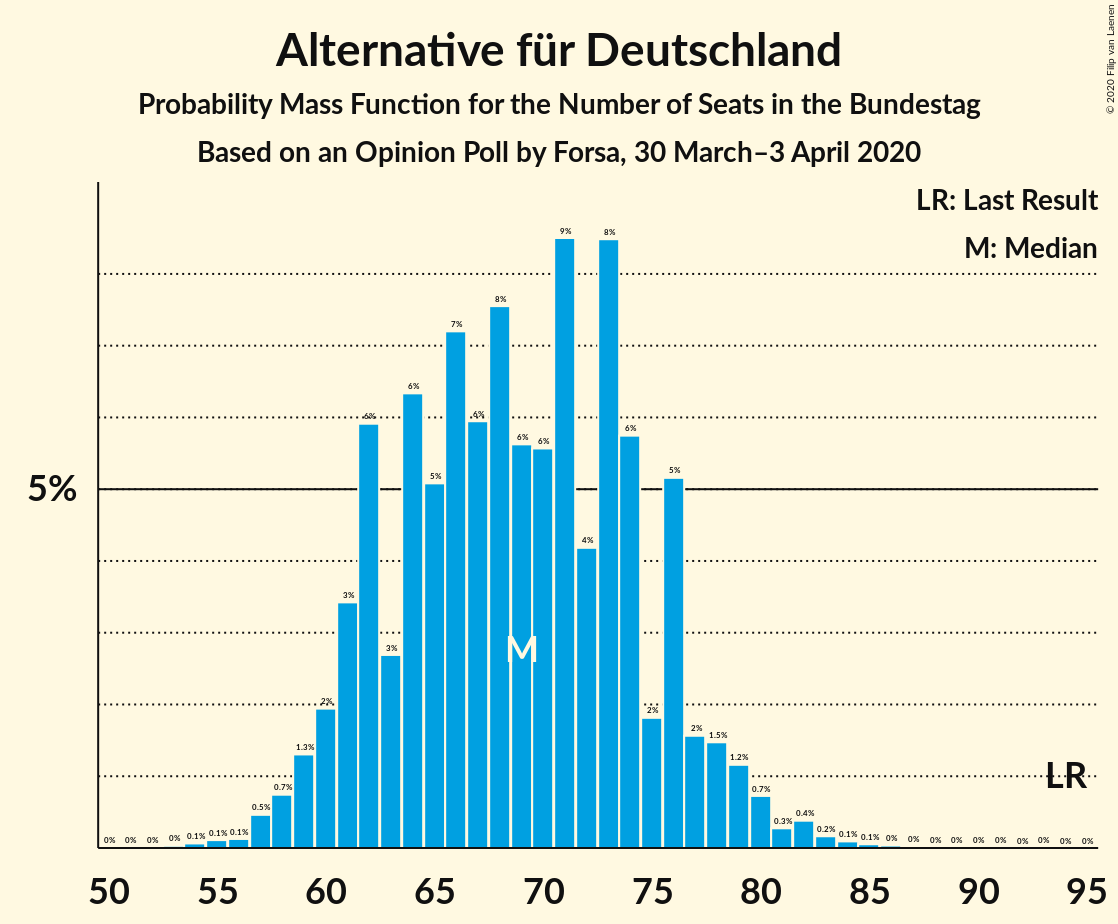 Alternative für Deutschland
Probability Mass Function for the Number of Seats in the Bundestag
Based on an Opinion Poll by Forsa, 30 March–3 April 2020
© 2020 Filip van Laenen
LR: Last Result
M: Median
5%
0% 0% 0% 0% 0.1% 0.1% 0.1% 0.5% 0.7% 1.3% 2% 3% 6% 3% 6% 5% 7% 6% 8% 6% 6% 9% 4% 8% 6% 2% 5% 2% 1.5% 1.2% 0.7% 0.3% 0.4% 0.2% 0.1% 0.1% 0% 0% 0% 0% 0% 0% 0% 0% 0% 0%
M
LR
50 55 60 65 70 75 80 85 90 95